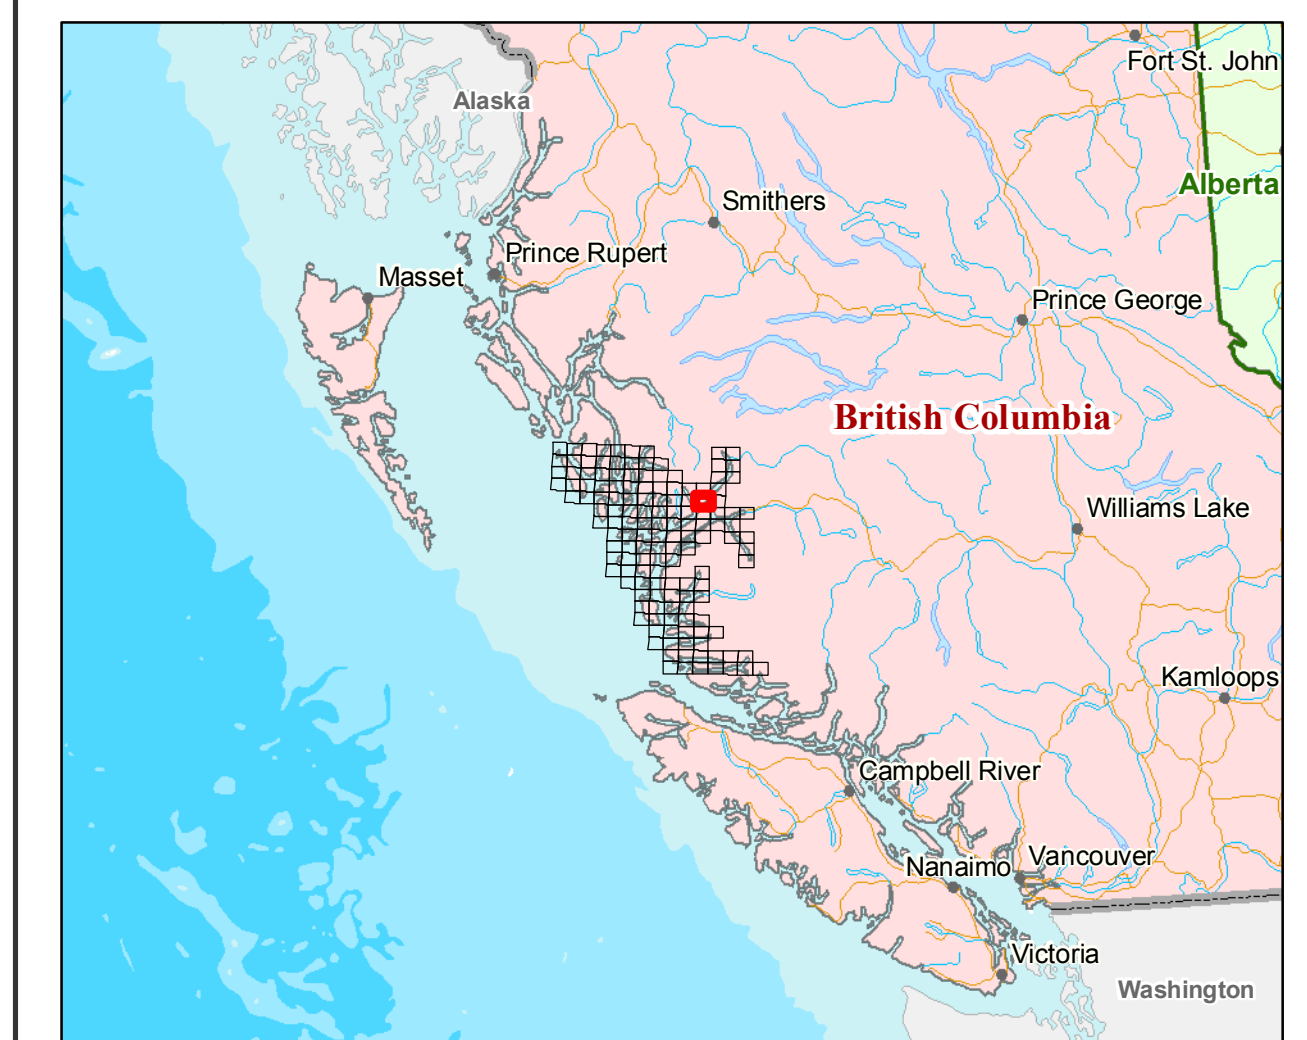 Fort St. John
Alaska
Alberta
Smithers
Prince Rupert
Masset
Prince George
British Columbia
Williams Lake
Kamloops
Campbell River
Vancouver
Nanaimo
Victoria
Washington